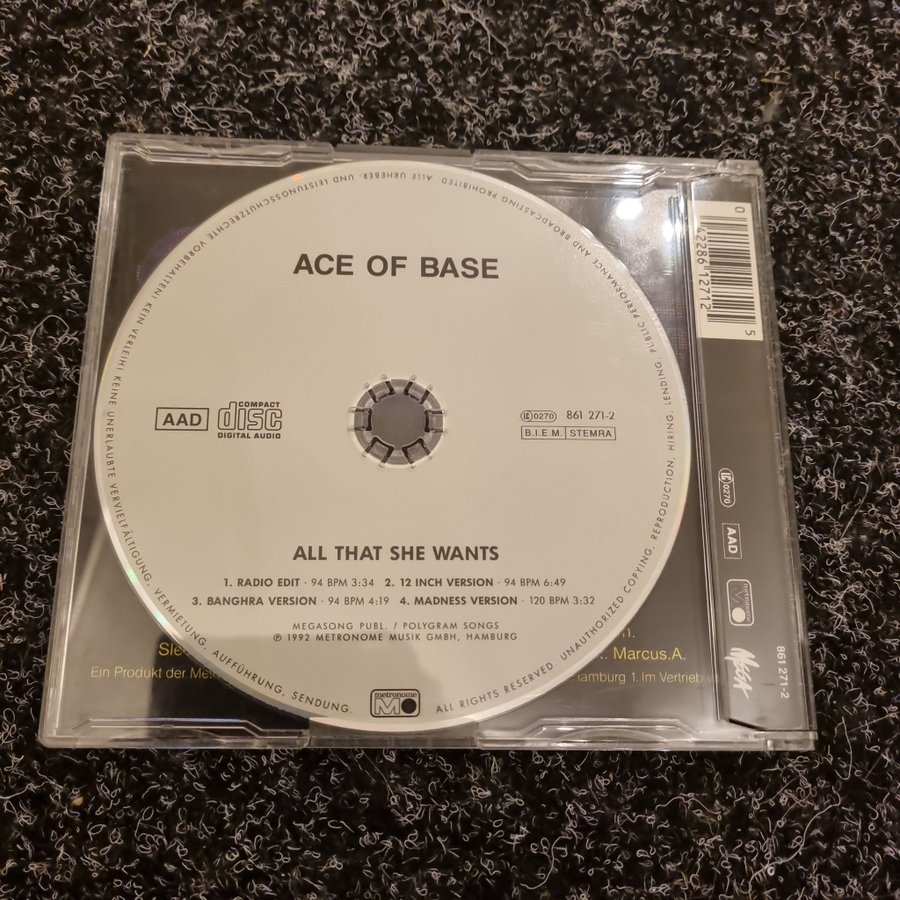 ACE OF BASE
AAD
COMPACT
disc
DIGITAL AUDIO
LC 0270
861 271-2
B.I.E.M. STEMRA
ALL THAT SHE WANTS
1. RADIO EDIT · 94 BPM 3:34 2. 12 INCH VERSION · 94 BPM 6:49
3. BANGHRA VERSION · 94 BPM 4:19 4. MADNESS VERSION · 120 BPM 3:32
MEGASONG PUBL. / POLYGRAM SONGS
℗ 1992 METRONOME MUSIK GMBH, HAMBURG
metronome
ALL RIGHTS RESERVED. UNAUTHORIZED COPYING, REPRODUCTION, HIRING, LENDING, PUBLIC PERFORMANCE AND BROADCASTING PROHIBITED. ALLE URHEBER- UND LEISTUNGSSCHUTZRECHTE VORBEHALTEN! KEIN VERLEIH! KEINE UNERLAUBTE VERVIELFÄLTIGUNG, VERMIETUNG, AUFFÜHRUNG, SENDUNG.
Marcus.A.
Ein Produkt der
hamburg 1. Im Vertrieb
0 42286 12712 5
LC 0270
AAD
metronome
MEGA
861 271-2